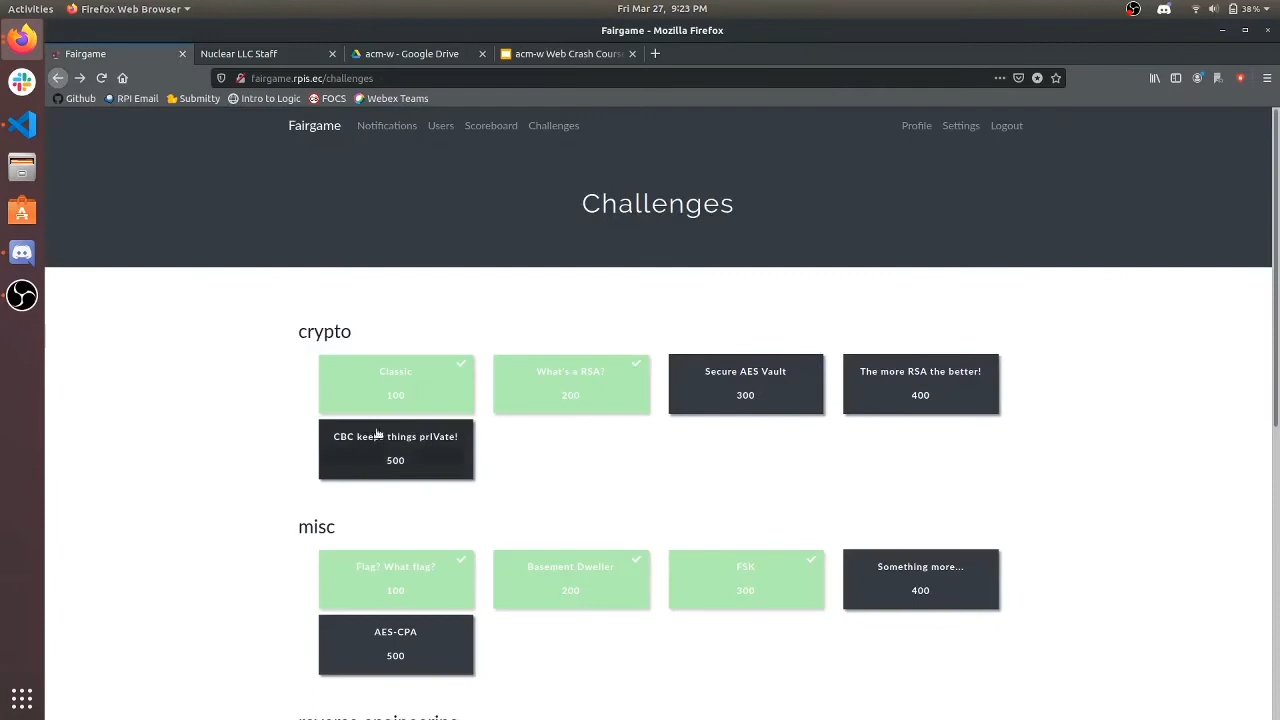 Activities Firefox Web Browser Fri Mar 27, 9:23 PM 38%
Fairgame - Mozilla Firefox
Fairgame Nuclear LLC Staff acm-w - Google Drive acm-w Web Crash Cours
fairgame.rpis.ec/challenges
Github RPI Email Submitty Intro to Logic FOCS Webex Teams
Fairgame Notifications Users Scoreboard Challenges Profile Settings Logout
Challenges
crypto
Classic What's a RSA? Secure AES Vault The more RSA the better!
100 200 300 400
CBC keeps things prIVate!
500
misc
Flag? What flag? Basement Dweller FSK Something more...
100 200 300 400
AES-CPA
500